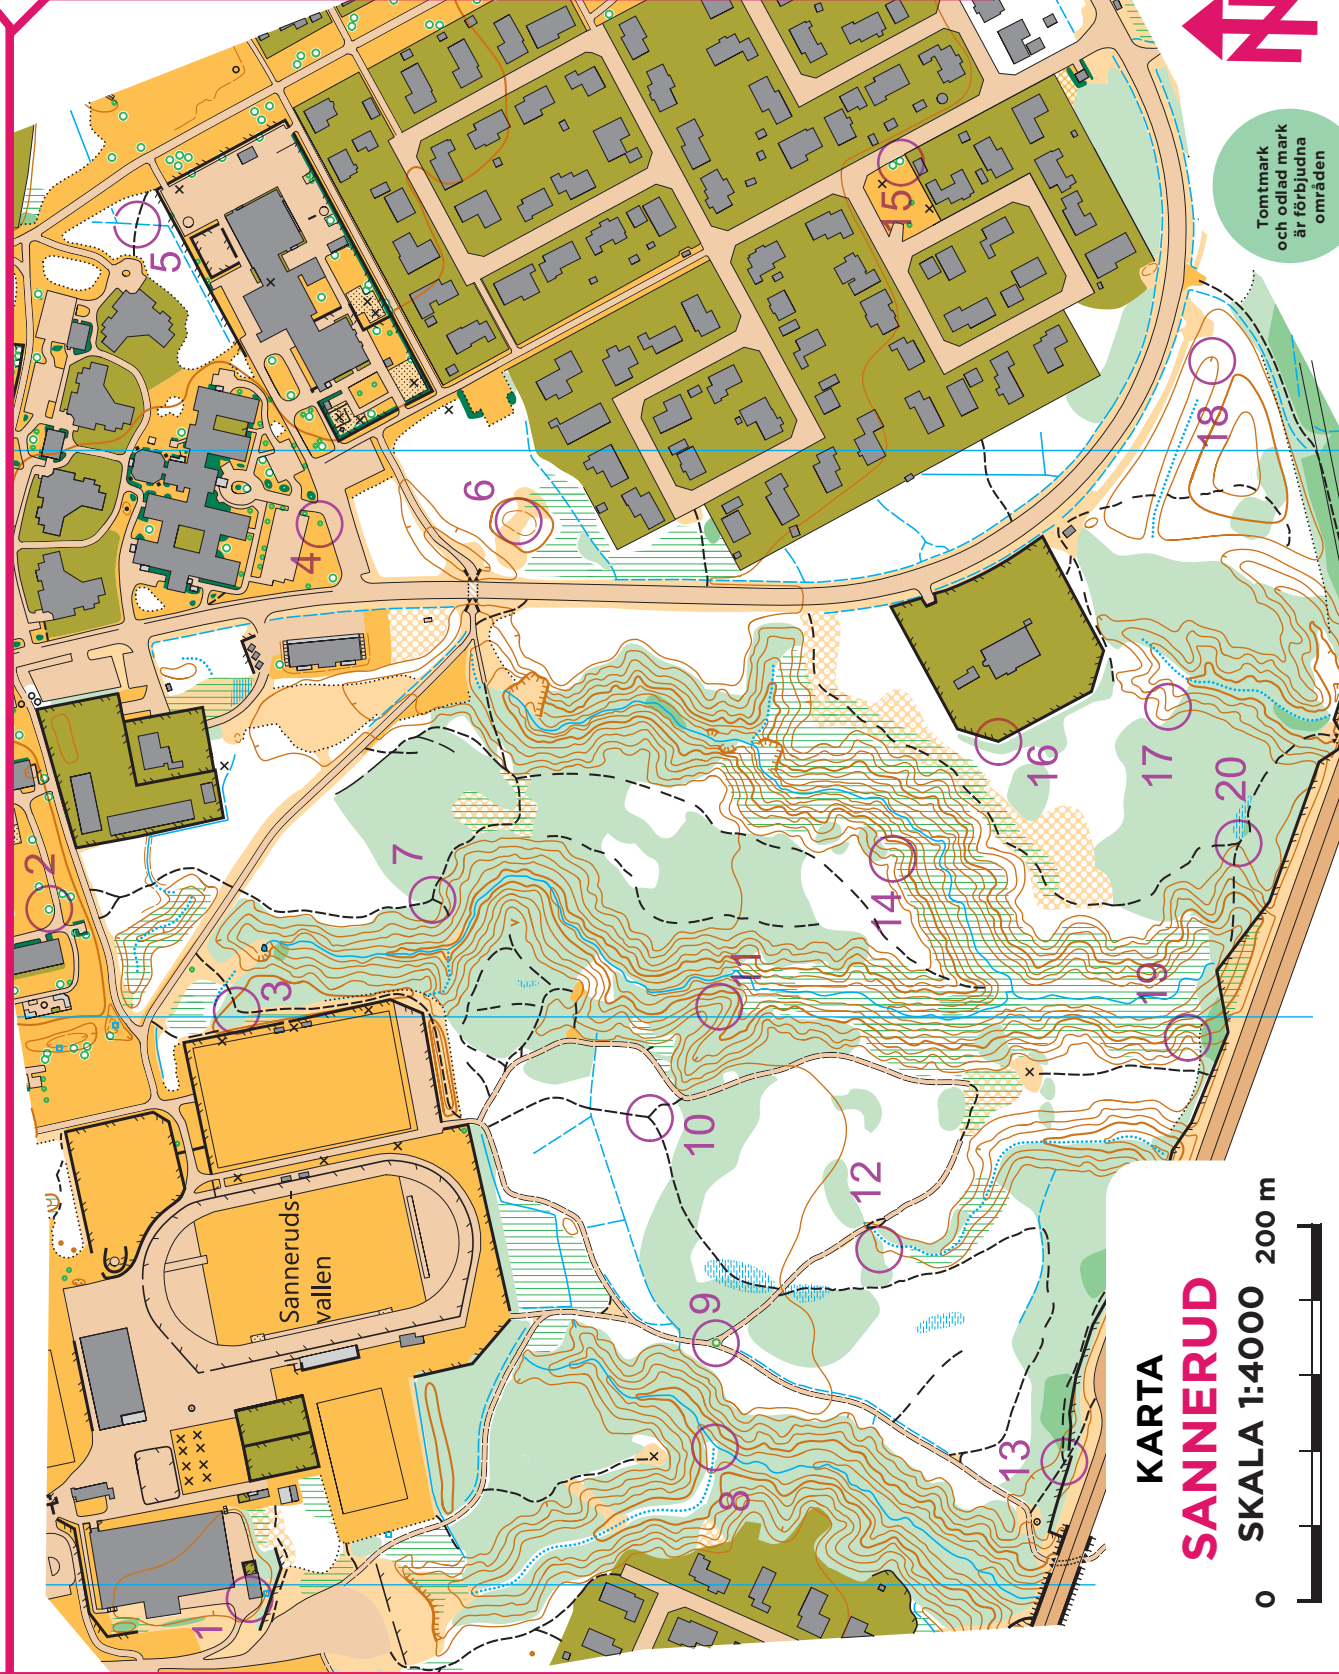 KARTA
SANNERUD
SKALA 1:4000
0 200 m
Tomtmark
och odlad mark
är förbjudna
områden
Sanneruds-
vallen
N
1
2
3
4
5
6
7
8
9
10
11
12
13
14
15
16
17
18
19
20